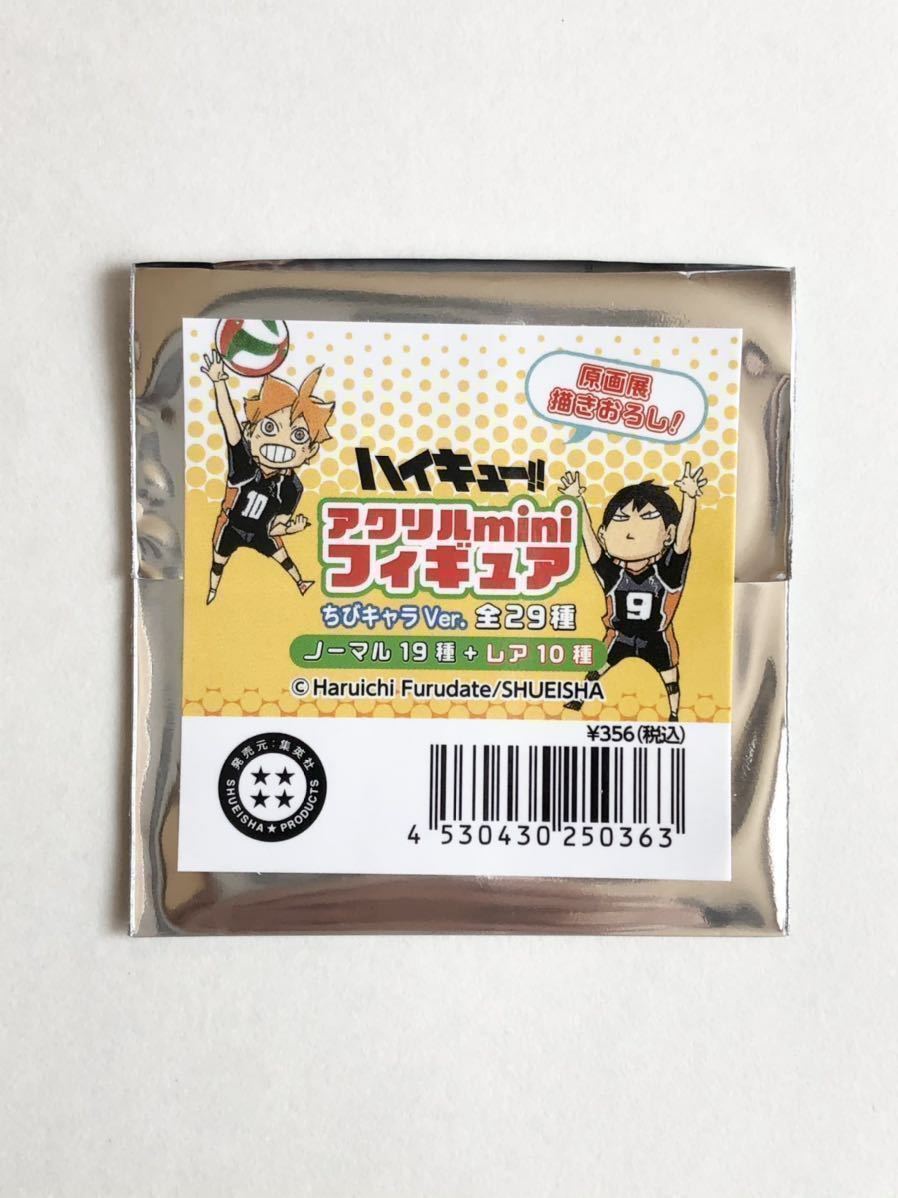 原画展
描きおろし!
ハイキュー!!
アクリルmini
フィギュア
ちびキャラVer. 全29種
ノーマル19種+レア10種
©Haruichi Furudate/SHUEISHA
10
9
¥356(税込)
発売元:集英社
SHUEISHA★PRODUCTS
4 530430 250363